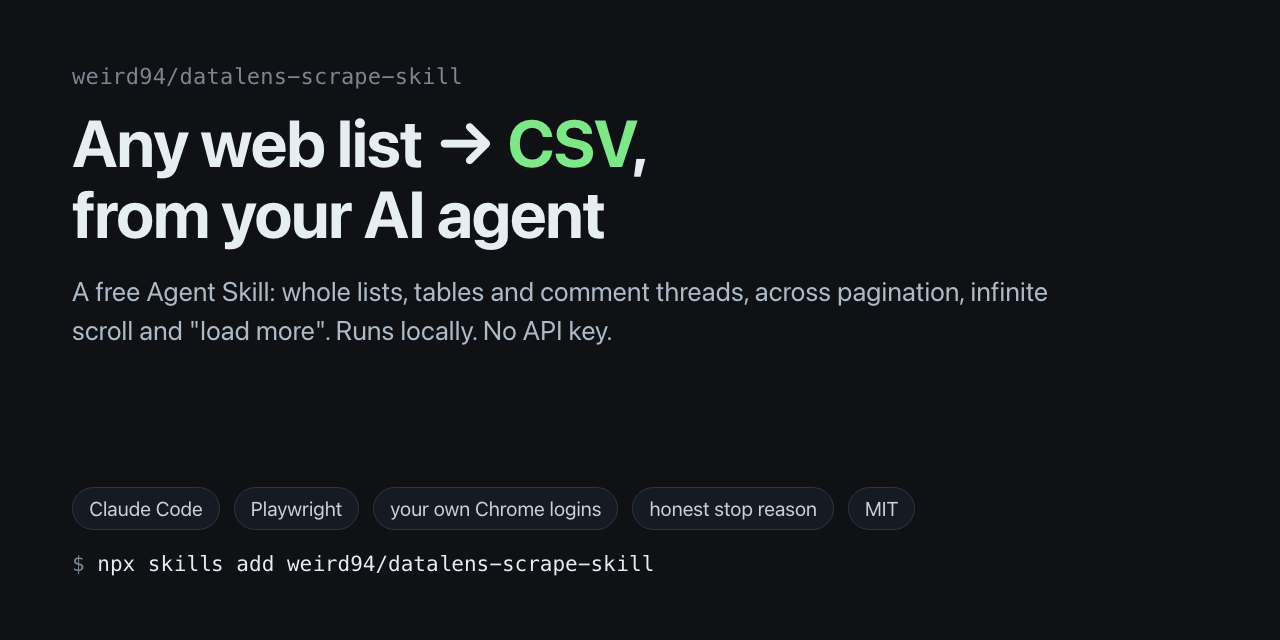 weird94/datalens-scrape-skill
Any web list → CSV,
from your AI agent
A free Agent Skill: whole lists, tables and comment threads, across pagination, infinite
scroll and "load more". Runs locally. No API key.
Claude Code Playwright your own Chrome logins honest stop reason MIT
$ npx skills add weird94/datalens-scrape-skill